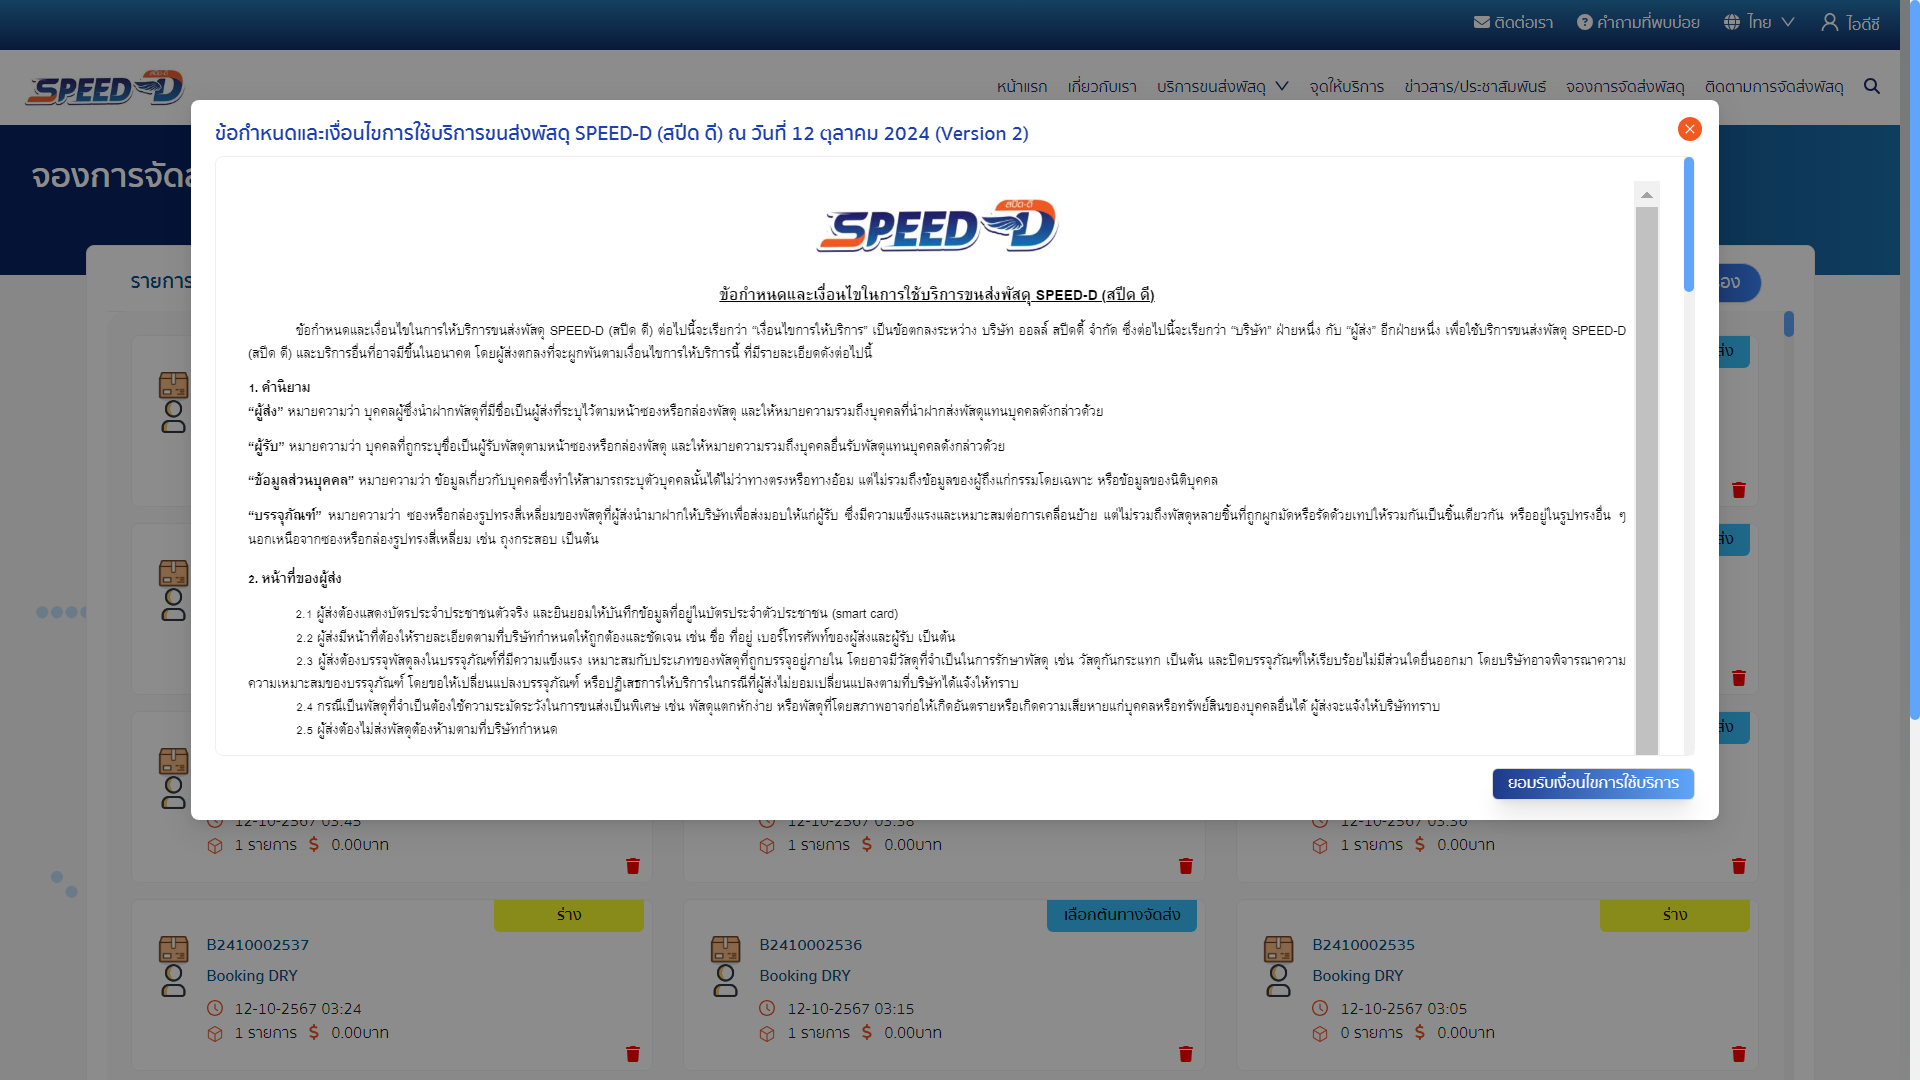 ติดต่อเรา คำถามที่พบบ่อย ไทย ไอดีซี
SPEED-D หน้าแรก เกี่ยวกับเรา บริการขนส่งพัสดุ จุดให้บริการ ข่าวสาร/ประชาสัมพันธ์ จองการจัดส่งพัสดุ ติดตามการจัดส่งพัสดุ
ข้อกำหนดและเงื่อนไขการใช้บริการขนส่งพัสดุ SPEED-D (สปีด ดี) ณ วันที่ 12 ตุลาคม 2024 (Version 2)
จองการจัดส
รายการ
สปีด-ดี
SPEED-D
ข้อกำหนดและเงื่อนไขในการใช้บริการขนส่งพัสดุ SPEED-D (สปีด ดี)
ข้อกำหนดและเงื่อนไขในการให้บริการขนส่งพัสดุ SPEED-D (สปีด ดี) ต่อไปนี้จะเรียกว่า “เงื่อนไขการให้บริการ” เป็นข้อตกลงระหว่าง บริษัท ออลล์ สปีดดี้ จำกัด ซึ่งต่อไปนี้จะเรียกว่า “บริษัท” ฝ่ายหนึ่ง กับ “ผู้ส่ง” อีกฝ่ายหนึ่ง เพื่อใช้บริการขนส่งพัสดุ SPEED-D
(สปีด ดี) และบริการอื่นที่อาจมีขึ้นในอนาคต โดยผู้ส่งตกลงที่จะผูกพันตามเงื่อนไขการให้บริการนี้ ที่มีรายละเอียดดังต่อไปนี้
1. คำนิยาม
“ผู้ส่ง” หมายความว่า บุคคลผู้ซึ่งนำฝากพัสดุที่มีชื่อเป็นผู้ส่งที่ระบุไว้ตามหน้าซองหรือกล่องพัสดุ และให้หมายความรวมถึงบุคคลที่นำฝากส่งพัสดุแทนบุคคลดังกล่าวด้วย
“ผู้รับ” หมายความว่า บุคคลที่ถูกระบุชื่อเป็นผู้รับพัสดุตามหน้าซองหรือกล่องพัสดุ และให้หมายความรวมถึงบุคคลอื่นรับพัสดุแทนบุคคลดังกล่าวด้วย
“ข้อมูลส่วนบุคคล” หมายความว่า ข้อมูลเกี่ยวกับบุคคลซึ่งทำให้สามารถระบุตัวบุคคลนั้นได้ไม่ว่าทางตรงหรือทางอ้อม แต่ไม่รวมถึงข้อมูลของผู้ถึงแก่กรรมโดยเฉพาะ หรือข้อมูลของนิติบุคคล
“บรรจุภัณฑ์” หมายความว่า ซองหรือกล่องรูปทรงสี่เหลี่ยมของพัสดุที่ผู้ส่งนำมาฝากให้บริษัทเพื่อส่งมอบให้แก่ผู้รับ ซึ่งมีความแข็งแรงและเหมาะสมต่อการเคลื่อนย้าย แต่ไม่รวมถึงพัสดุหลายชิ้นที่ถูกผูกมัดหรือรัดด้วยเทปให้รวมกันเป็นชิ้นเดียวกัน หรืออยู่ในรูปทรงอื่น ๆ
นอกเหนือจากซองหรือกล่องรูปทรงสี่เหลี่ยม เช่น ถุงกระสอบ เป็นต้น
2. หน้าที่ของผู้ส่ง
2.1 ผู้ส่งต้องแสดงบัตรประจำประชาชนตัวจริง และยินยอมให้บันทึกข้อมูลที่อยู่ในบัตรประจำตัวประชาชน (smart card)
2.2 ผู้ส่งมีหน้าที่ต้องให้รายละเอียดตามที่บริษัทกำหนดให้ถูกต้องและชัดเจน เช่น ชื่อ ที่อยู่ เบอร์โทรศัพท์ของผู้ส่งและผู้รับ เป็นต้น
2.3 ผู้ส่งต้องบรรจุพัสดุลงในบรรจุภัณฑ์ที่มีความแข็งแรง เหมาะสมกับประเภทของพัสดุที่ถูกบรรจุอยู่ภายใน โดยอาจมีวัสดุที่จำเป็นในการรักษาพัสดุ เช่น วัสดุกันกระแทก เป็นต้น และปิดบรรจุภัณฑ์ให้เรียบร้อยไม่มีส่วนใดยื่นออกมา โดยบริษัทอาจพิจารณาความ
ความเหมาะสมของบรรจุภัณฑ์ โดยขอให้เปลี่ยนแปลงบรรจุภัณฑ์ หรือปฏิเสธการให้บริการในกรณีที่ผู้ส่งไม่ยอมเปลี่ยนแปลงตามที่บริษัทได้แจ้งให้ทราบ
2.4 กรณีเป็นพัสดุที่จำเป็นต้องใช้ความระมัดระวังในการขนส่งเป็นพิเศษ เช่น พัสดุแตกหักง่าย หรือพัสดุที่โดยสภาพอาจก่อให้เกิดอันตรายหรือเกิดความเสียหายแก่บุคคลหรือทรัพย์สินของบุคคลอื่นได้ ผู้ส่งจะแจ้งให้บริษัททราบ
2.5 ผู้ส่งต้องไม่ส่งพัสดุต้องห้ามตามที่บริษัทกำหนด
ยอมรับเงื่อนไขการใช้บริการ
12-10-2567 03:45 12-10-2567 03:38 12-10-2567 03:36
1 รายการ 0.00บาท 1 รายการ 0.00บาท 1 รายการ 0.00บาท
ร่าง เลือกต้นทางจัดส่ง ร่าง
B2410002537 B2410002536 B2410002535
Booking DRY Booking DRY Booking DRY
12-10-2567 03:24 12-10-2567 03:15 12-10-2567 03:05
1 รายการ 0.00บาท 1 รายการ 0.00บาท 0 รายการ 0.00บาท